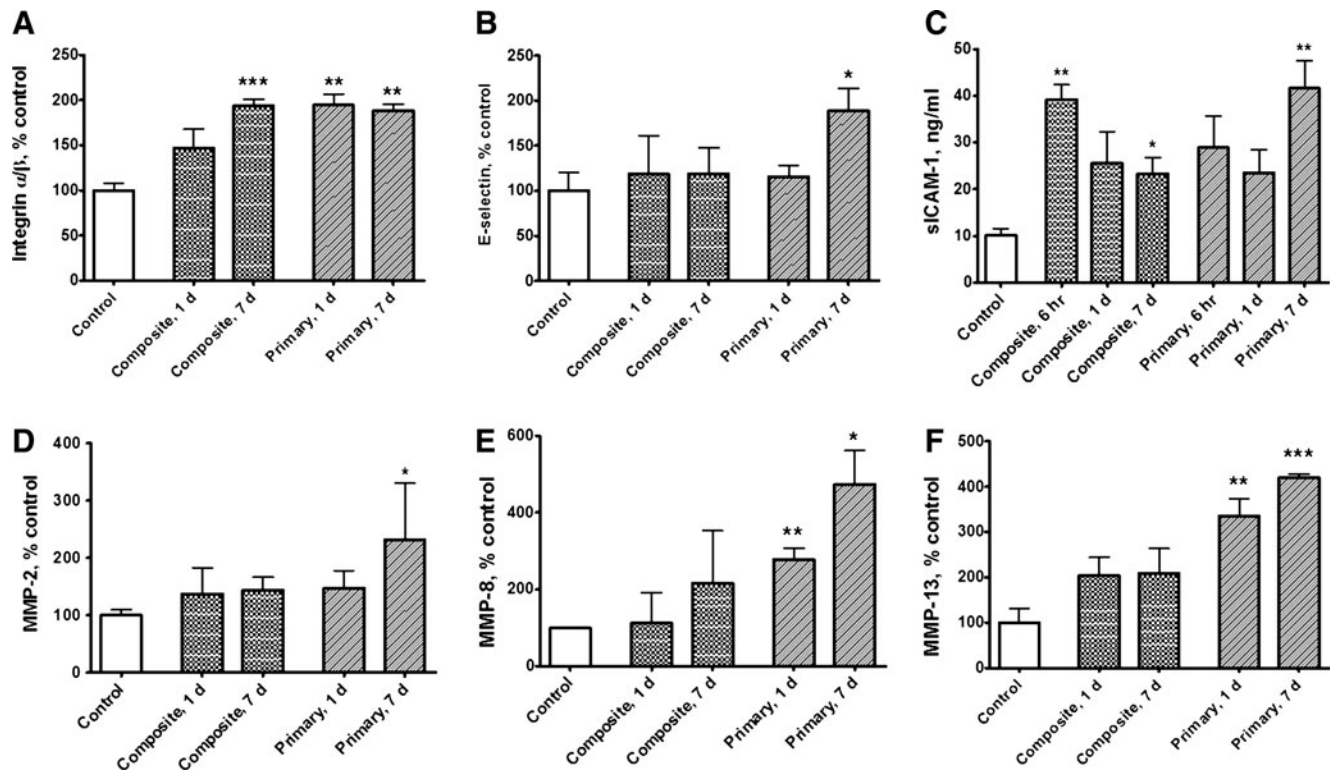 A
Integrin α/β, % control
250
200
150
100
50
0
***
**
**
Control
Composite, 1 d
Composite, 7 d
Primary, 1 d
Primary, 7 d
B
E-selectin, % control
250
200
150
100
50
0
*
Control
Composite, 1 d
Composite, 7 d
Primary, 1 d
Primary, 7 d
C
sICAM-1, ng/ml
50
40
30
20
10
0
**
*
**
Control
Composite, 6 hr
Composite, 1 d
Composite, 7 d
Primary, 6 hr
Primary, 1 d
Primary, 7 d
D
MMP-2, % control
400
300
200
100
0
*
Control
Composite, 1 d
Composite, 7 d
Primary, 1 d
Primary, 7 d
E
MMP-8, % control
600
400
200
0
**
*
Control
Composite, 1 d
Composite, 7 d
Primary, 1 d
Primary, 7 d
F
MMP-13, % control
500
400
300
200
100
0
**
***
Control
Composite, 1 d
Composite, 7 d
Primary, 1 d
Primary, 7 d